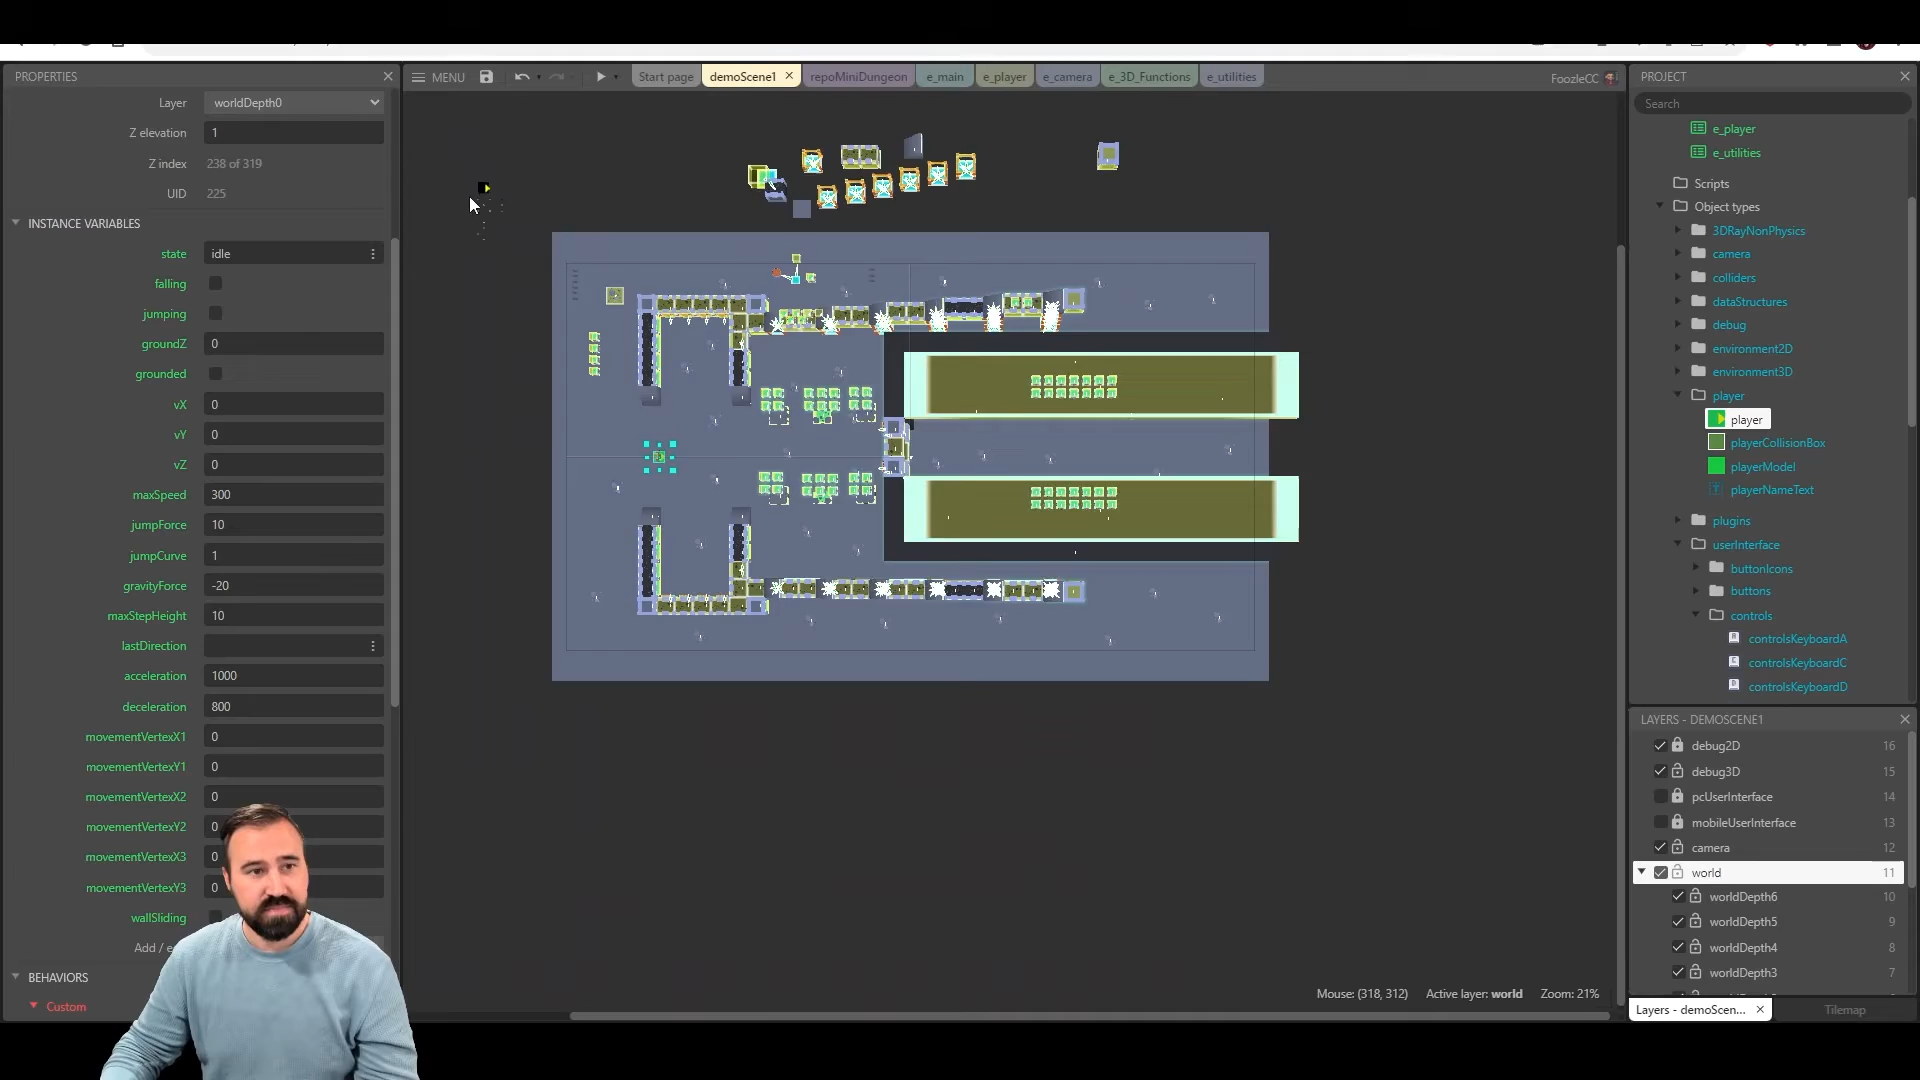 PROPERTIES
Layer
worldDepth0
Z elevation
1
Z index
238 of 319
UID
225
INSTANCE VARIABLES
state
idle
falling
jumping
groundZ
0
grounded
vX
0
vY
0
vZ
0
maxSpeed
300
jumpForce
10
jumpCurve
1
gravityForce
-20
maxStepHeight
10
lastDirection
acceleration
1000
deceleration
800
movementVertexX1
0
movementVertexY1
0
movementVertexX2
0
movementVertexY2
0
movementVertexX3
0
movementVertexY3
0
wallSliding
Add /
BEHAVIORS
Custom
MENU
Start page
demoScene1
repoMiniDungeon
e_main
e_player
e_camera
e_3D_Functions
e_utilities
FoozleCC
Mouse: (318, 312)
Active layer: world
Zoom: 21%
PROJECT
Search
e_player
e_utilities
Scripts
Object types
3DRayNonPhysics
camera
colliders
dataStructures
debug
environment2D
environment3D
player
player
playerCollisionBox
playerModel
playerNameText
plugins
userInterface
buttonIcons
buttons
controls
controlsKeyboardA
controlsKeyboardC
controlsKeyboardD
LAYERS - DEMOSCENE1
debug2D 16
debug3D 15
pcUserInterface 14
mobileUserInterface 13
camera 12
world 11
worldDepth6 10
worldDepth5 9
worldDepth4 8
worldDepth3 7
Layers - demoScen...
Tilemap